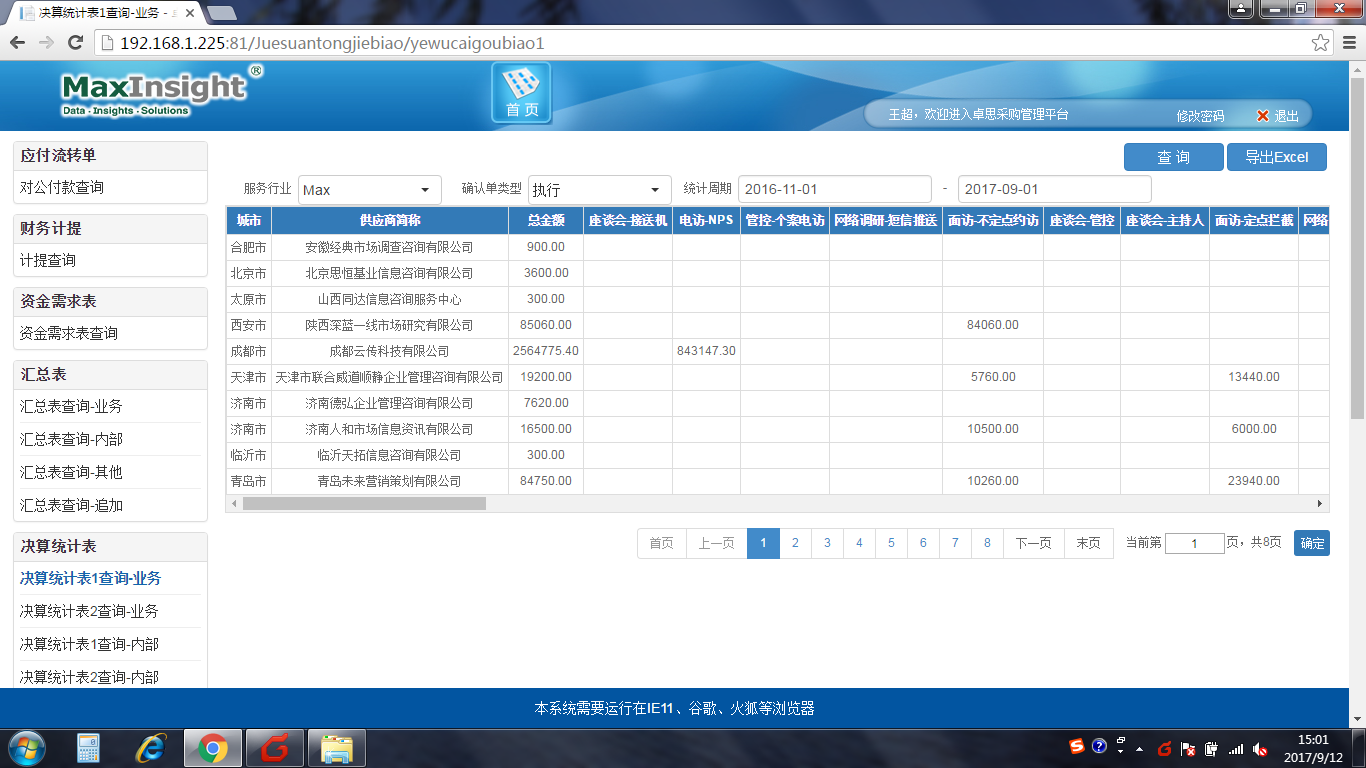 决算统计表1查询-业务 -
192.168.1.225:81/Juesuantongjiebiao/yewucaigoubiao1
MaxInsight®
Data - Insights - Solutions
首 页
王超，欢迎进入卓思采购管理平台 修改密码 退出
应付流转单
对公付款查询
财务计提
计提查询
资金需求表
资金需求表查询
汇总表
汇总表查询-业务
汇总表查询-内部
汇总表查询-其他
汇总表查询-追加
决算统计表
决算统计表1查询-业务
决算统计表2查询-业务
决算统计表1查询-内部
决算统计表2查询-内部
查 询 导出Excel
服务行业 Max 确认单类型 执行 统计周期 2016-11-01 - 2017-09-01
城市 供应商简称 总金额 座谈会-接送机 电访-NPS 管控-个案电访 网络调研-短信推送 面访-不定点约访 座谈会-管控 座谈会-主持人 面访-定点拦截 网络
合肥市 安徽经典市场调查咨询有限公司 900.00
北京市 北京思恒基业信息咨询有限公司 3600.00
太原市 山西同达信息咨询服务中心 300.00
西安市 陕西深蓝一线市场研究有限公司 85060.00 84060.00
成都市 成都云传科技有限公司 2564775.40 843147.30
天津市 天津市联合威道顺静企业管理咨询有限公司 19200.00 5760.00 13440.00
济南市 济南德弘企业管理咨询有限公司 7620.00
济南市 济南人和市场信息资讯有限公司 16500.00 10500.00 6000.00
临沂市 临沂天拓信息咨询有限公司 300.00
青岛市 青岛未来营销策划有限公司 84750.00 10260.00 23940.00
首页 上一页 1 2 3 4 5 6 7 8 下一页 末页 当前第 1 页，共8页 确定
本系统需要运行在IE11、谷歌、火狐等浏览器
15:01
2017/9/12